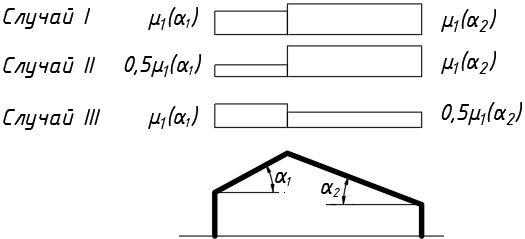 Случай I μ₁(α₁) μ₁(α₂)
Случай II 0,5μ₁(α₁) μ₁(α₂)
Случай III μ₁(α₁) 0,5μ₁(α₂)
α₁ α₂